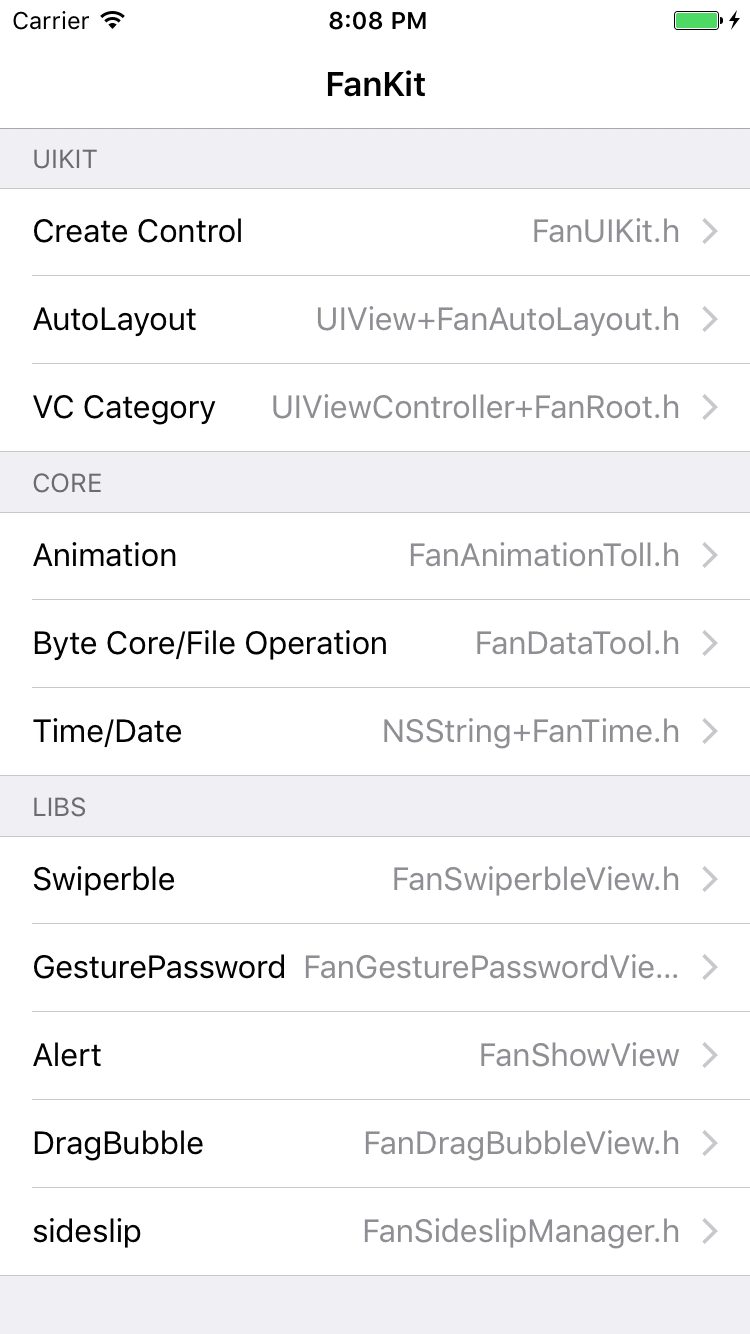 Carrier 8:08 PM
FanKit
UIKIT
Create Control FanUIKit.h
AutoLayout UIView+FanAutoLayout.h
VC Category UIViewController+FanRoot.h
CORE
Animation FanAnimationToll.h
Byte Core/File Operation FanDataTool.h
Time/Date NSString+FanTime.h
LIBS
Swiperble FanSwiperbleView.h
GesturePassword FanGesturePasswordVie...
Alert FanShowView
DragBubble FanDragBubbleView.h
sideslip FanSideslipManager.h